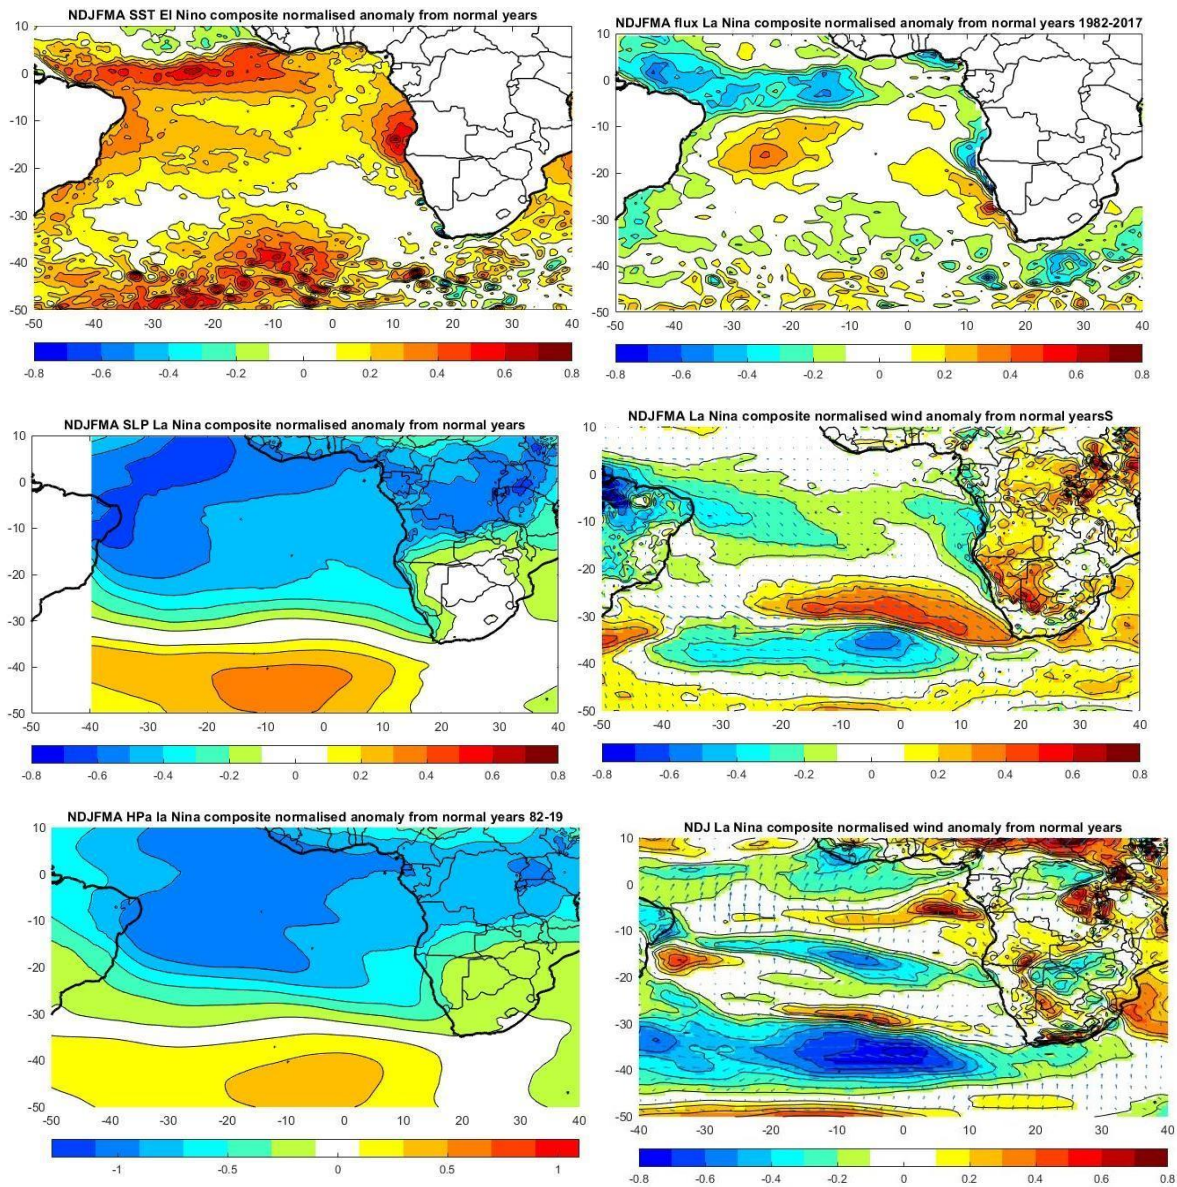 NDJFMA SST El Nino composite normalised anomaly from normal years
10
0
-10
-20
-30
-40
-50
-50 -40 -30 -20 -10 0 10 20 30 40
-0.8 -0.6 -0.4 -0.2 0 0.2 0.4 0.6 0.8
NDJFMA flux La Nina composite normalised anomaly from normal years 1982-2017
10
0
-10
-20
-30
-40
-50
-50 -40 -30 -20 -10 0 10 20 30 40
-0.8 -0.6 -0.4 -0.2 0 0.2 0.4 0.6 0.8
NDJFMA SLP La Nina composite normalised anomaly from normal years
10
0
-10
-20
-30
-40
-50
-50 -40 -30 -20 -10 0 10 20 30 40
-0.8 -0.6 -0.4 -0.2 0 0.2 0.4 0.6 0.8
NDJFMA La Nina composite normalised wind anomaly from normal yearsS
10
0
-10
-20
-30
-40
-50
-50 -40 -30 -20 -10 0 10 20 30 40
-0.8 -0.6 -0.4 -0.2 0 0.2 0.4 0.6 0.8
NDJFMA HPa la Nina composite normalised anomaly from normal years 82-19
10
0
-10
-20
-30
-40
-50
-50 -40 -30 -20 -10 0 10 20 30 40
-1 -0.5 0 0.5 1
NDJ La Nina composite normalised wind anomaly from normal years
10
0
-10
-20
-30
-40
-50
-40 -30 -20 -10 0 10 20 30 40
-0.8 -0.6 -0.4 -0.2 0 0.2 0.4 0.6 0.8